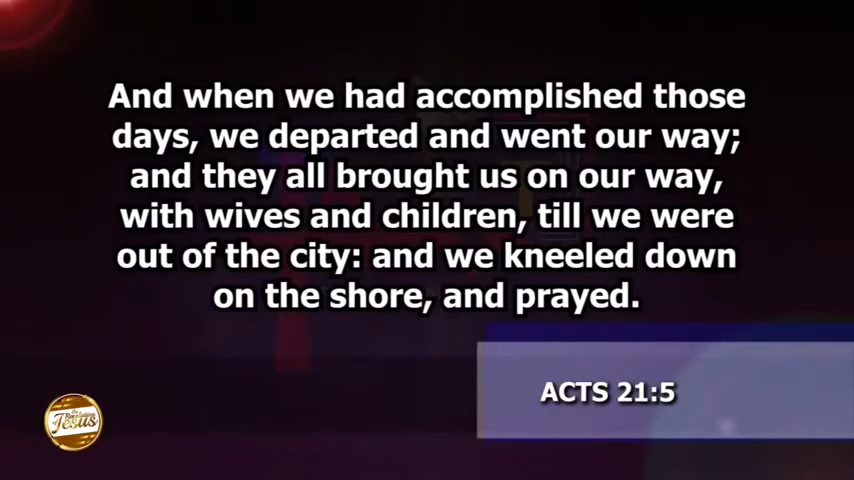 And when we had accomplished those
days, we departed and went our way;
and they all brought us on our way,
with wives and children, till we were
out of the city: and we kneeled down
on the shore, and prayed.
ACTS 21:5
Jesus